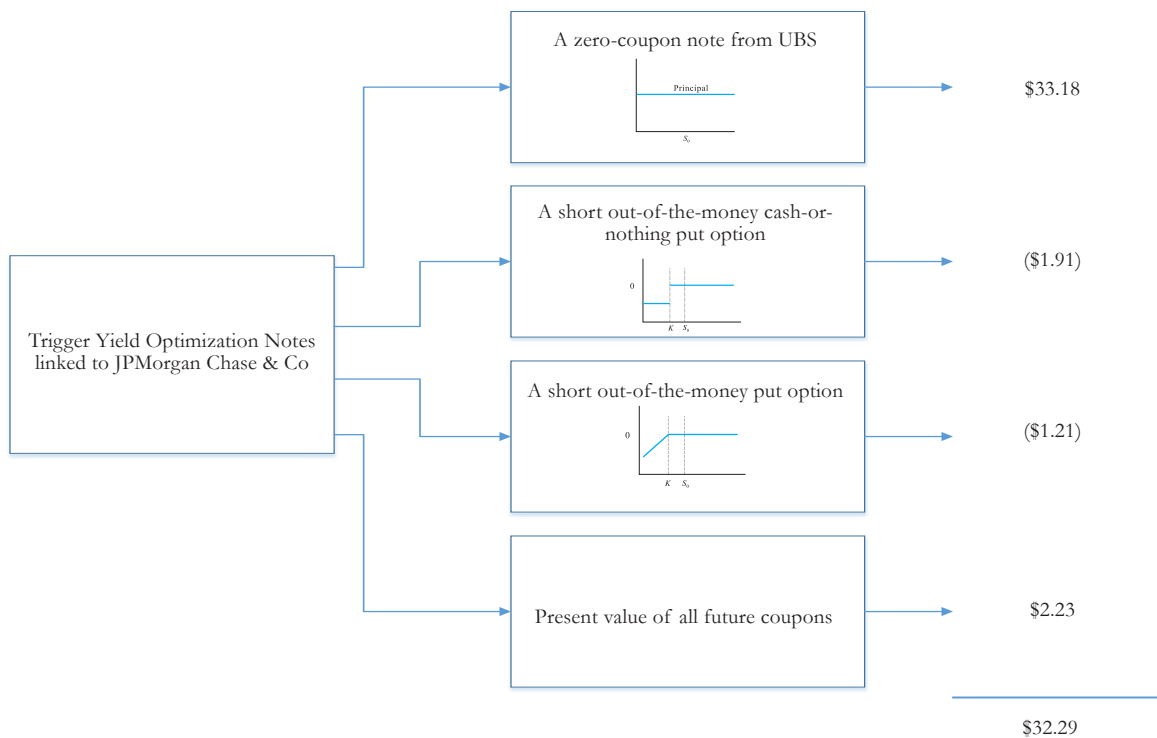 A zero-coupon note from UBS
Principal
S0
$33.18
A short out-of-the-money cash-or-
nothing put option
0
K
S0
($1.91)
Trigger Yield Optimization Notes
linked to JPMorgan Chase & Co
A short out-of-the-money put option
0
K
S0
($1.21)
Present value of all future coupons
$2.23
$32.29